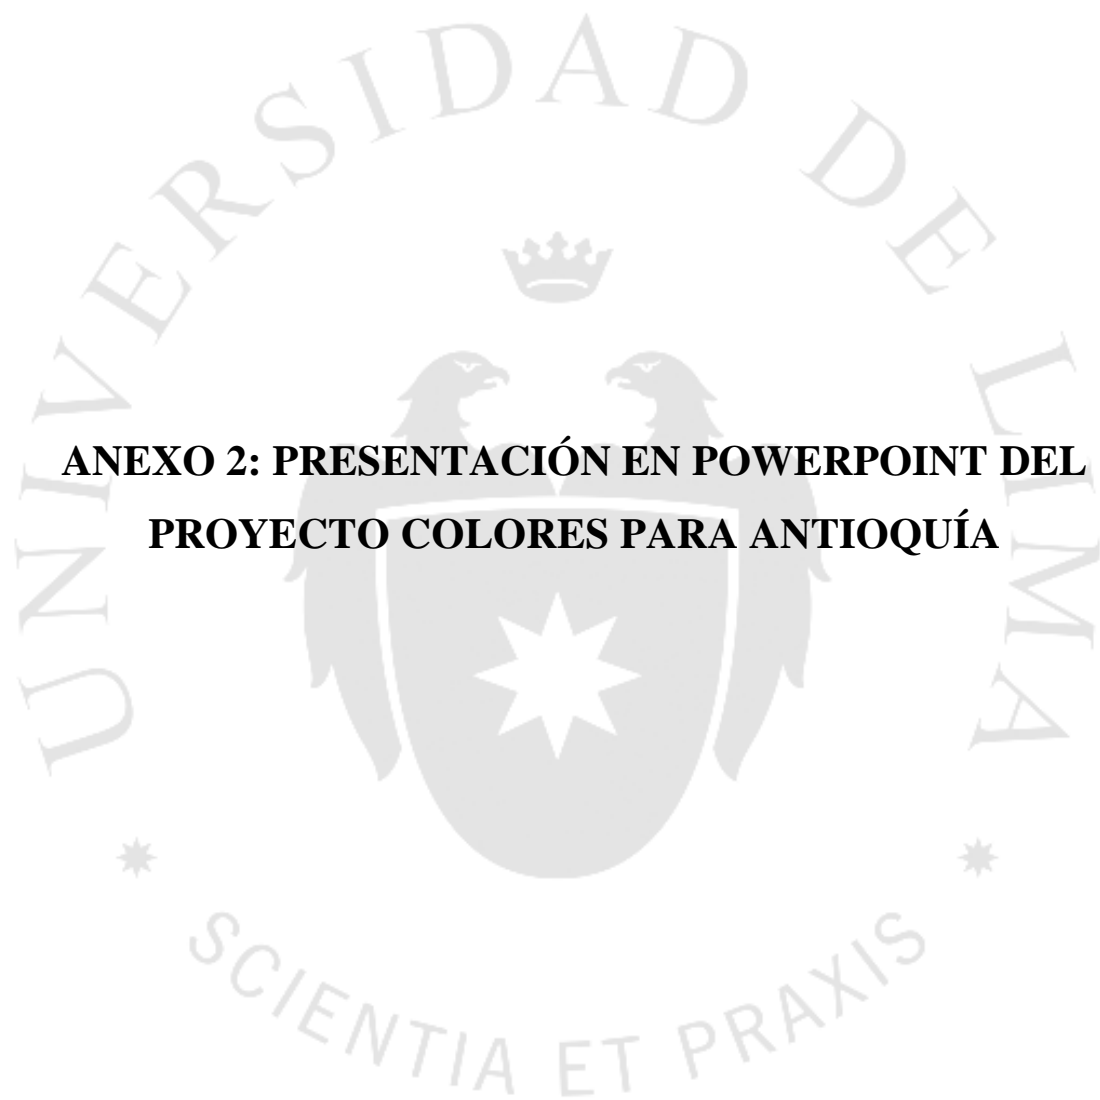 UNIVERSIDAD DE LIMA
ANEXO 2: PRESENTACIÓN EN POWERPOINT DEL
PROYECTO COLORES PARA ANTIOQUÍA
SCIENTIA ET PRAXIS